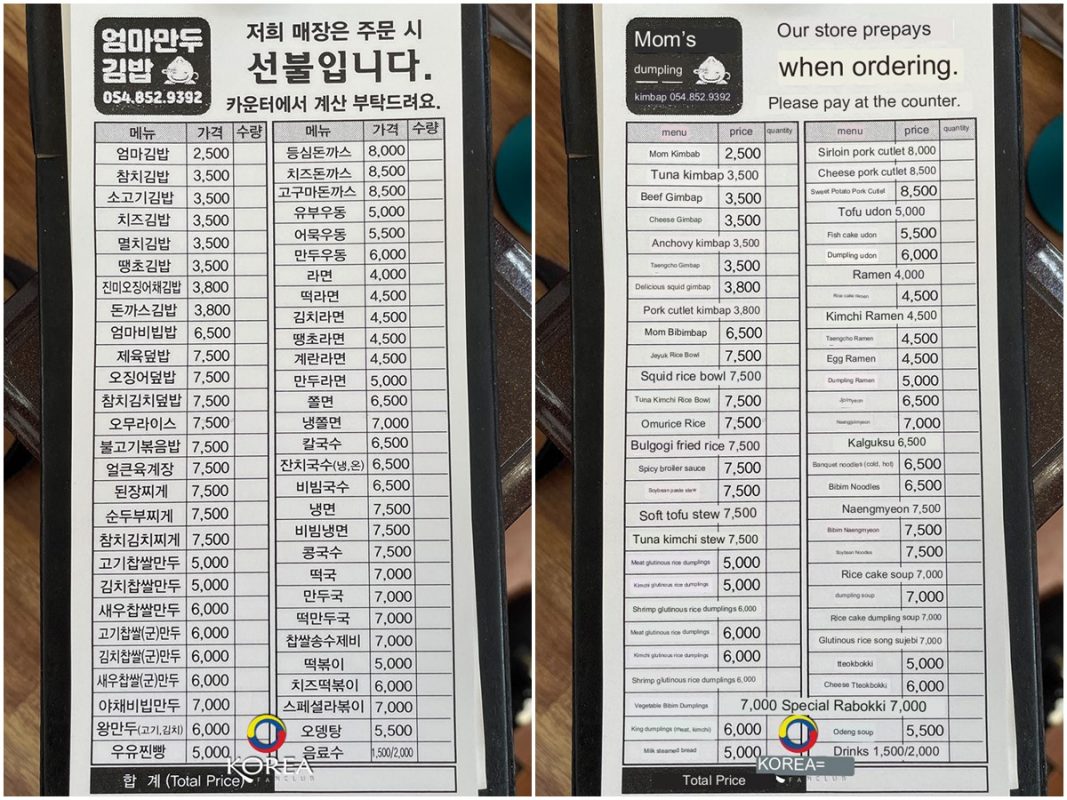 엄마만두
김밥
054.852.9392
저희 매장은 주문 시
선불입니다.
카운터에서 계산 부탁드려요.
메뉴 가격 수량
엄마김밥 2,500
참치김밥 3,500
소고기김밥 3,500
치즈김밥 3,500
멸치김밥 3,500
땡초김밥 3,500
진미오징어채김밥 3,800
돈까스김밥 3,800
엄마비빔밥 6,500
제육덮밥 7,500
오징어덮밥 7,500
참치김치덮밥 7,500
오무라이스 7,500
불고기볶음밥 7,500
얼큰육계장 7,500
된장찌게 7,500
순두부찌게 7,500
참치김치찌게 7,500
고기찹쌀만두 5,000
김치찹쌀만두 5,000
새우찹쌀만두 6,000
고기찹쌀(군)만두 6,000
김치찹쌀(군)만두 6,000
새우찹쌀(군)만두 6,000
야채비빔만두 7,000
왕만두(고기,김치) 6,000
우유찐빵 5,000
메뉴 가격 수량
등심돈까스 8,000
치즈돈까스 8,500
고구마돈까스 8,500
유부우동 5,000
어묵우동 5,500
만두우동 6,000
라면 4,000
떡라면 4,500
김치라면 4,500
땡초라면 4,500
계란라면 4,500
만두라면 5,000
쫄면 6,500
냉쫄면 7,000
칼국수 6,500
잔치국수(냉,온) 6,500
비빔국수 6,500
냉면 7,500
비빔냉면 7,500
콩국수 7,500
떡국 7,000
만두국 7,000
떡만두국 7,000
찹쌀송수제비 7,000
떡볶이 5,000
치즈떡볶이 6,000
스페셜라볶이 7,000
오뎅탕 5,500
음료수 1,500/2,000
합 계 (Total Price)
KOREA
FANCLUB
Mom's
dumpling
kimbap 054.852.9392
Our store prepays
when ordering.
Please pay at the counter.
menu price quantity
Mom Kimbab 2,500
Tuna kimbap 3,500
Beef Gimbap 3,500
Cheese Gimbap 3,500
Anchovy kimbap 3,500
Taengcho Gimbap 3,500
Delicious squid gimbap 3,800
Pork cutlet kimbap 3,800
Mom Bibimbap 6,500
Jeyuk Rice Bowl 7,500
Squid rice bowl 7,500
Tuna Kimchi Rice Bowl 7,500
Omurice Rice 7,500
Bulgogi fried rice 7,500
Spicy broiler sauce 7,500
Soybean paste stew 7,500
Soft tofu stew 7,500
Tuna kimchi stew 7,500
Meat glutinous rice dumplings 5,000
Kimchi glutinous rice dumplings 5,000
Shrimp glutinous rice dumplings 6,000
Meat glutinous rice dumplings 6,000
Kimchi glutinous rice dumplings 6,000
Shrimp glutinous rice dumplings 6,000
Vegetable Bibim Dumplings 7,000
King dumplings (meat, kimchi) 6,000
Milk steamed bread 5,000
menu price quantity
Sirloin pork cutlet 8,000
Cheese pork cutlet 8,500
Sweet Potato Pork Cutlet 8,500
Tofu udon 5,000
Fish cake udon 5,500
Dumpling udon 6,000
Ramen 4,000
Rice cake ramen 4,500
Kimchi Ramen 4,500
Taengcho Ramen 4,500
Egg Ramen 4,500
Dumpling Ramen 5,000
Jjolmyeon 6,500
Naengjjolmyeon 7,000
Kalguksu 6,500
Banquet noodles (cold, hot) 6,500
Bibim Noodles 6,500
Naengmyeon 7,500
Bibim Naengmyeon 7,500
Soybean Noodles 7,500
Rice cake soup 7,000
dumpling soup 7,000
Rice cake dumpling soup 7,000
Glutinous rice song sujebi 7,000
tteokbokki 5,000
Cheese Tteokbokki 6,000
Special Rabokki 7,000
Odeng soup 5,500
Drinks 1,500/2,000
Total Price
KOREA=
FANCLUB